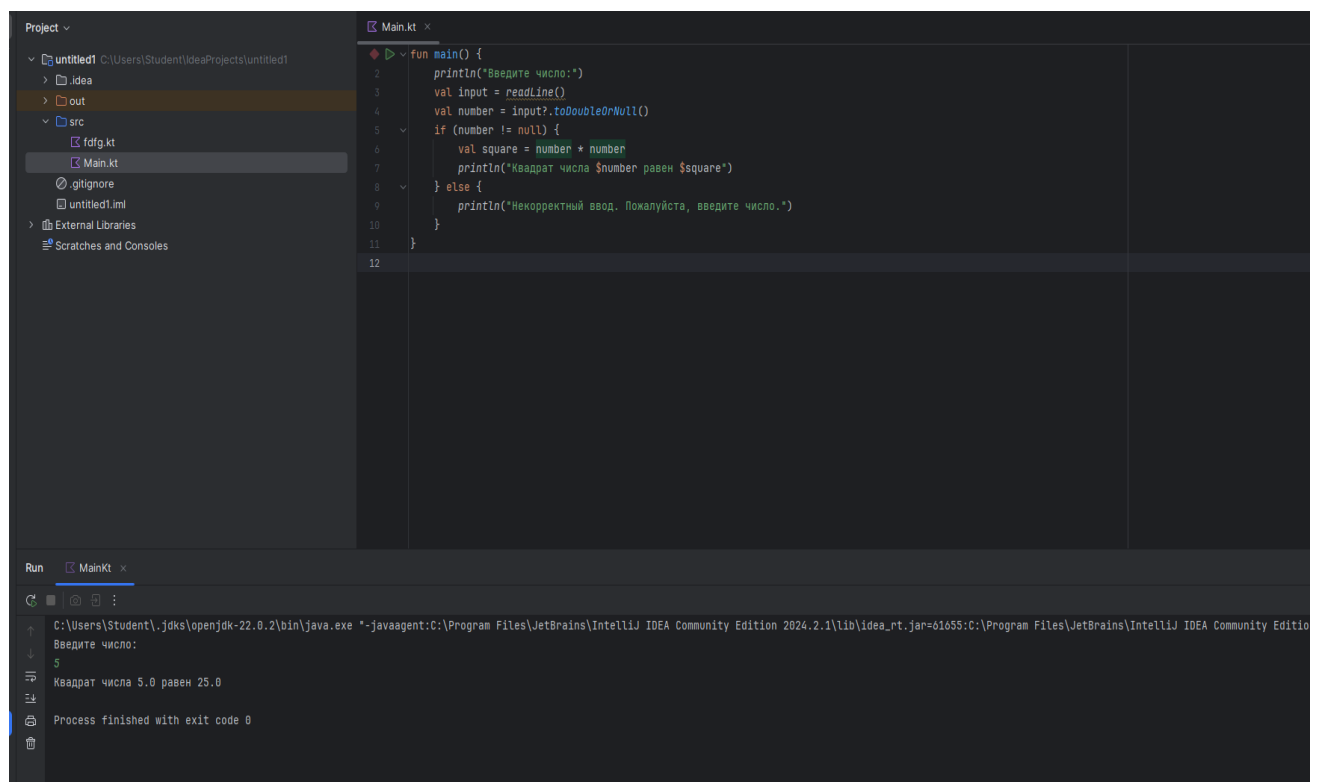 Project
Main.kt
untitled1 C:\Users\Student\IdeaProjects\untitled1
.idea
out
src
fdfg.kt
Main.kt
.gitignore
untitled1.iml
External Libraries
Scratches and Consoles
fun main() {
2 println("Введите число:")
3 val input = readLine()
4 val number = input?.toDoubleOrNull()
5 if (number != null) {
6 val square = number * number
7 println("Квадрат числа $number равен $square")
8 } else {
9 println("Некорректный ввод. Пожалуйста, введите число.")
10 }
11 }
12
Run MainKt
C:\Users\Student\.jdks\openjdk-22.0.2\bin\java.exe "-javaagent:C:\Program Files\JetBrains\IntelliJ IDEA Community Edition 2024.2.1\lib\idea_rt.jar=61655:C:\Program Files\JetBrains\IntelliJ IDEA Community Editio
Введите число:
5
Квадрат числа 5.0 равен 25.0
Process finished with exit code 0